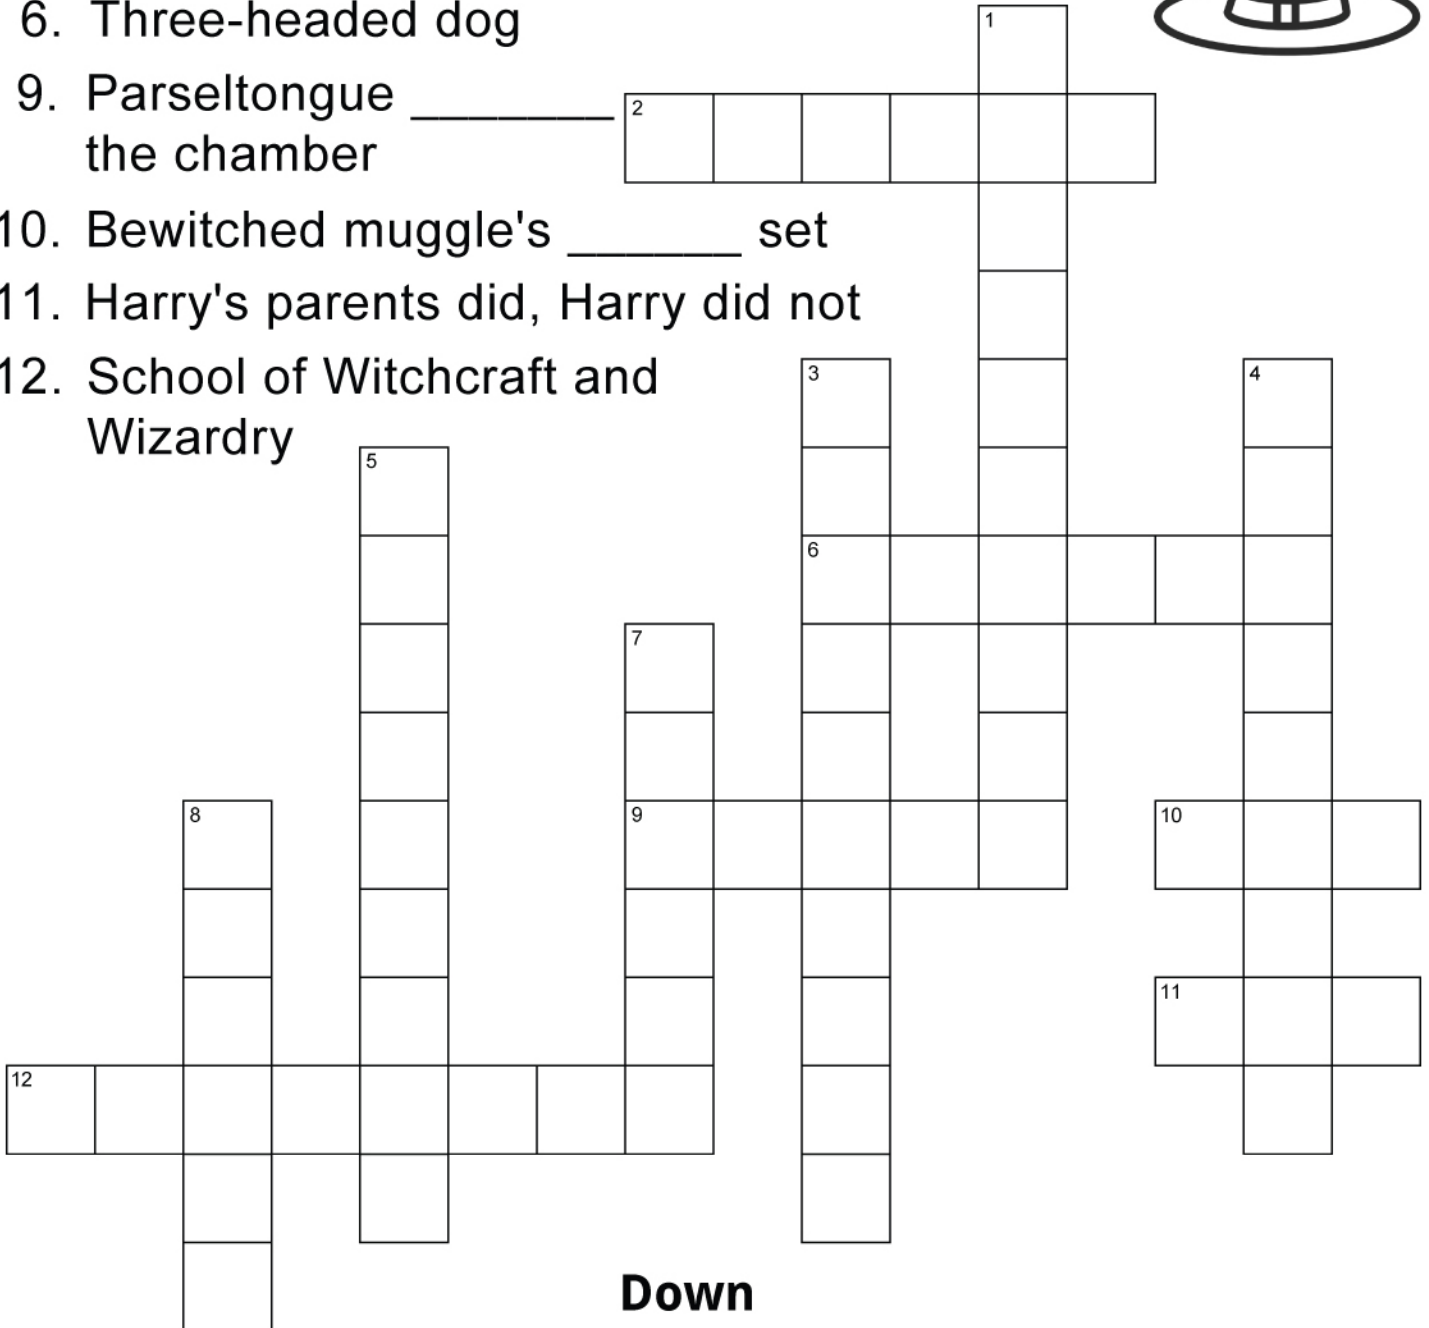 6. Three-headed dog
9. Parseltongue _______
the chamber
10. Bewitched muggle's ______ set
11. Harry's parents did, Harry did not
12. School of Witchcraft and
Wizardry
1
2
3
4
5
6
7
8
9
10
11
12
Down